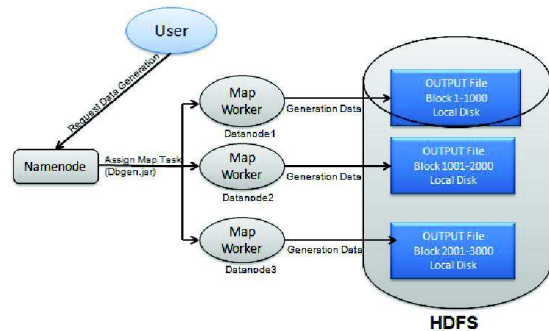 User
Request Data Generation
Namenode
Assign Map Task
(Dbgen.jar)
Map
Worker
Datanode1
Generation Data
OUTPUT File
Block 1-1000
Local Disk
Map
Worker
Datanode2
Generation Data
OUTPUT File
Block 1001-2000
Local Disk
Map
Worker
Datanode3
Generation Data
OUTPUT File
Block 2001-3000
Local Disk
HDFS